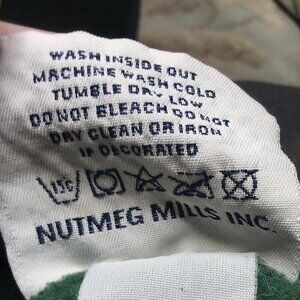 WASH INSIDE OUT
MACHINE WASH COLD
TUMBLE DRY LOW
DO NOT BLEACH DO NOT
DRY CLEAN OR IRON
IF DECORATED
NUTMEG MILLS INC.